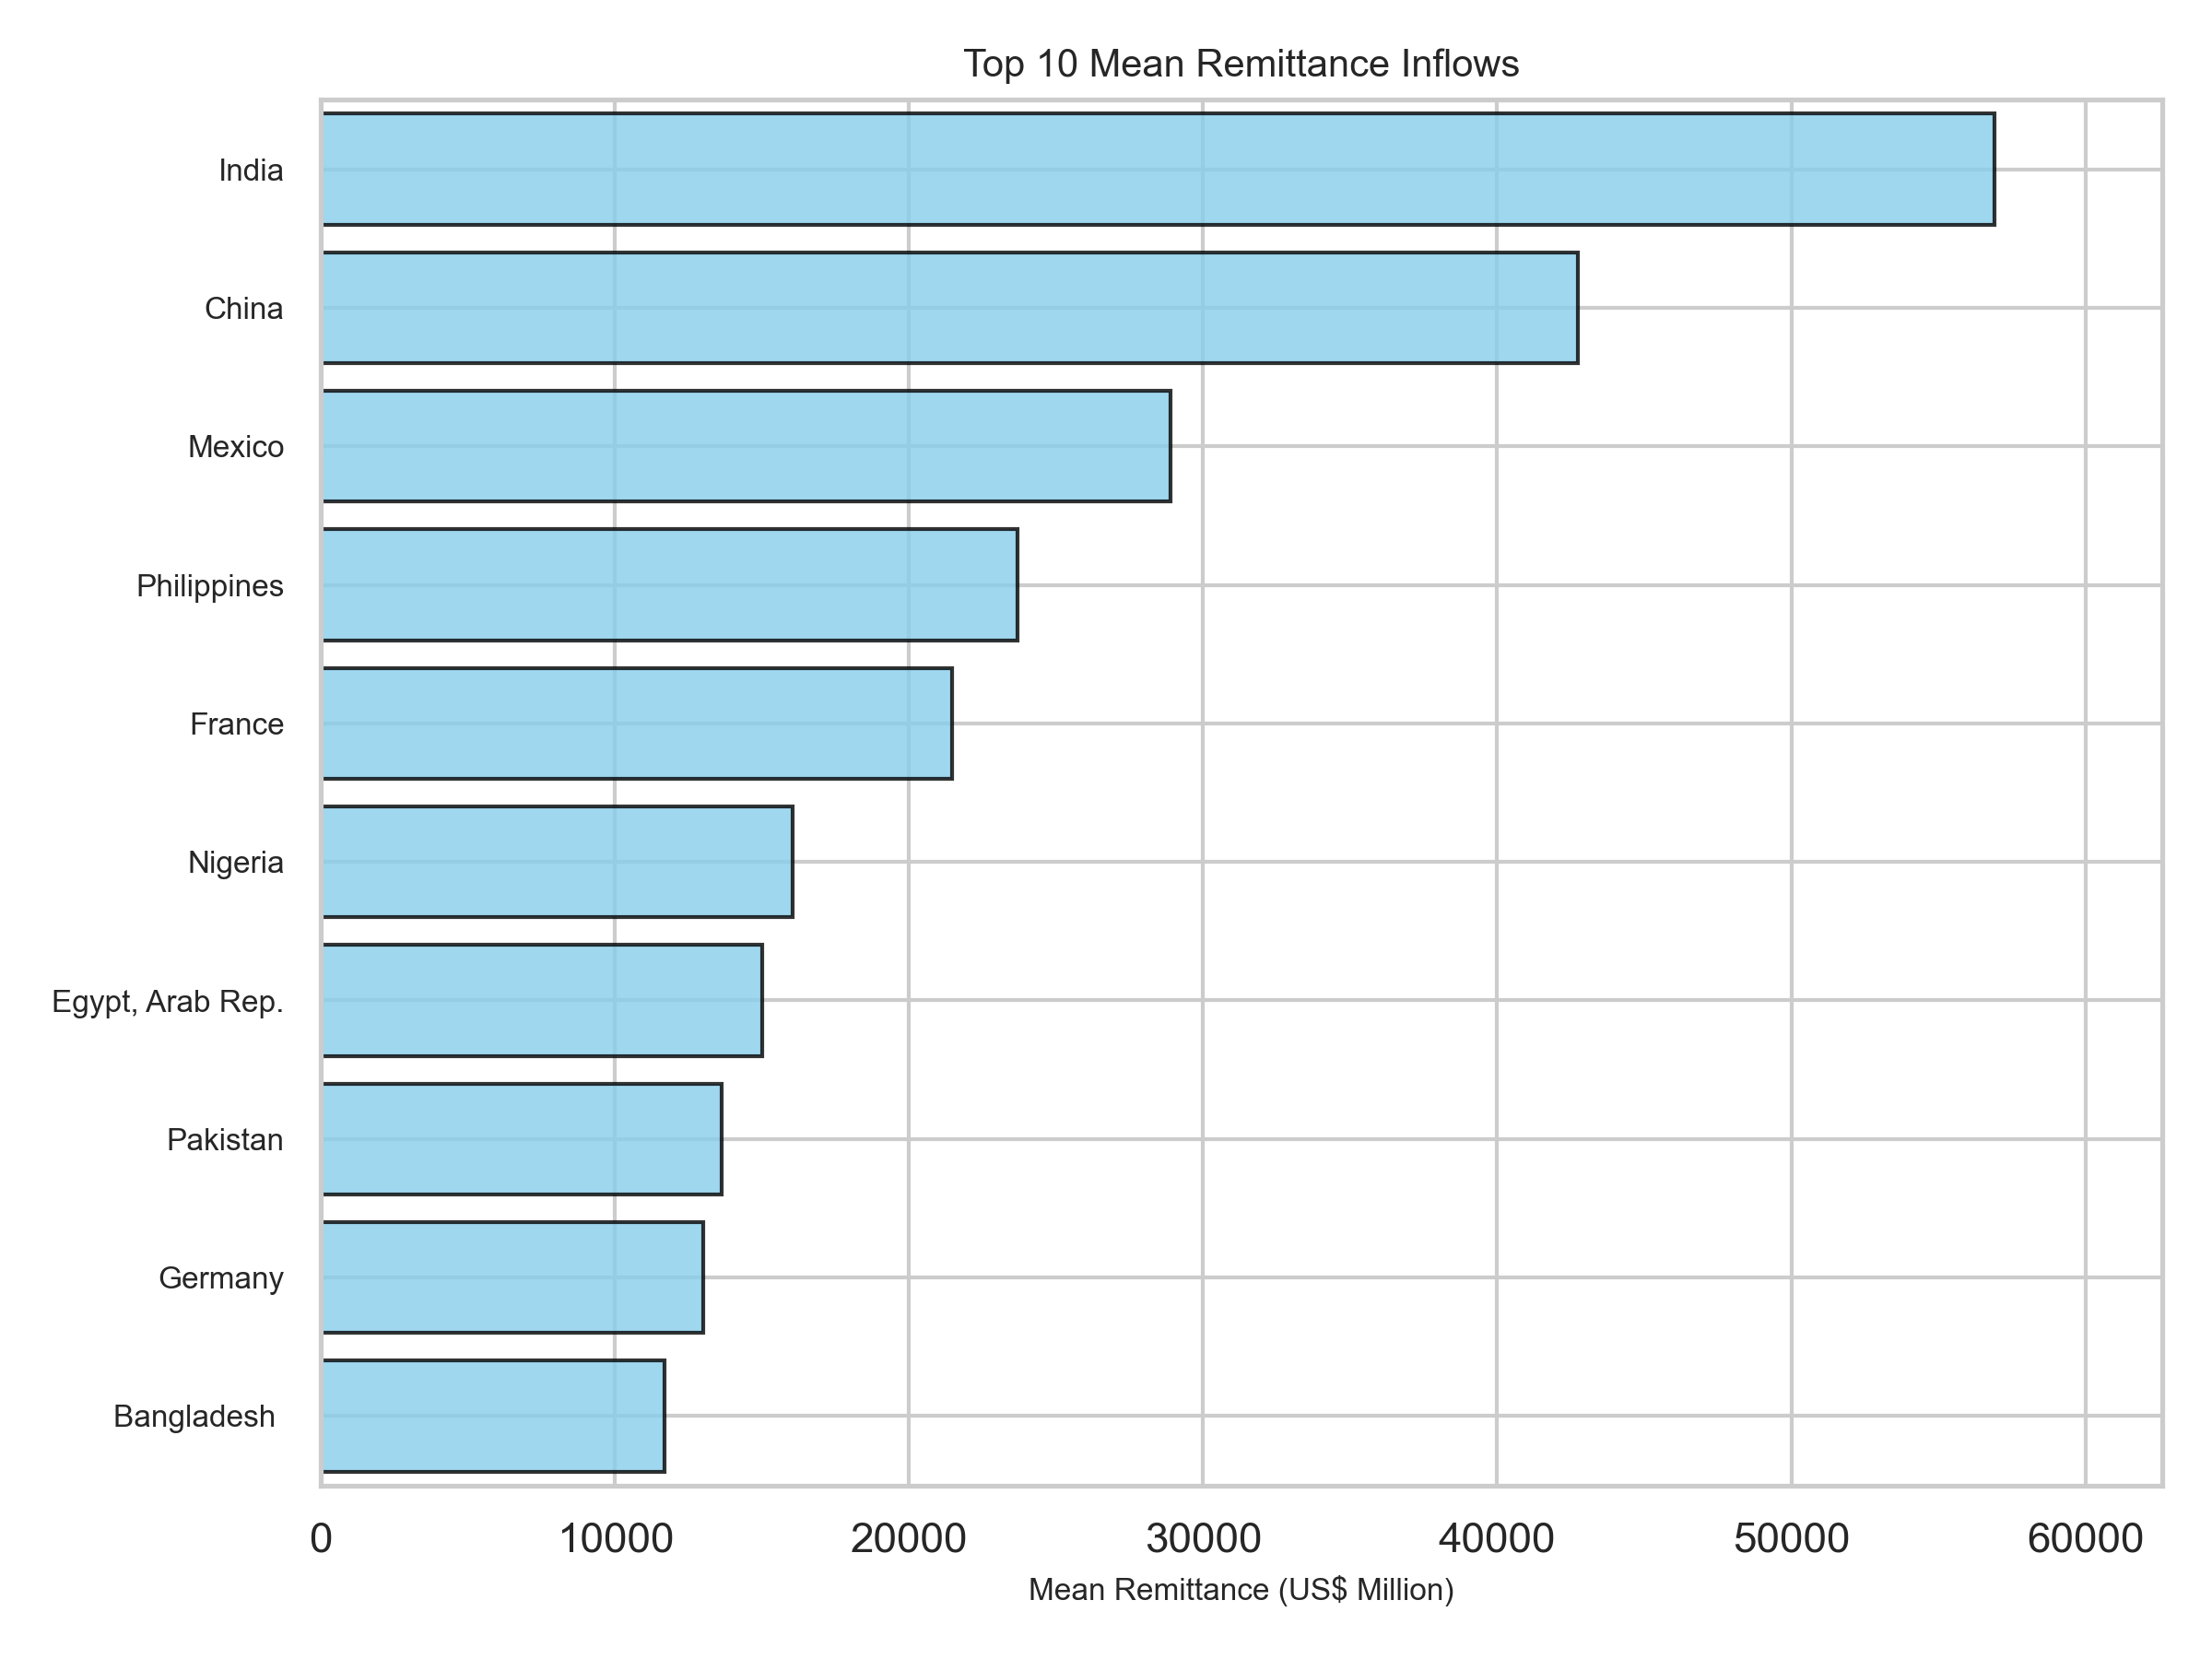 Top 10 Mean Remittance Inflows
India
China
Mexico
Philippines
France
Nigeria
Egypt, Arab Rep.
Pakistan
Germany
Bangladesh
0 10000 20000 30000 40000 50000 60000
Mean Remittance (US$ Million)